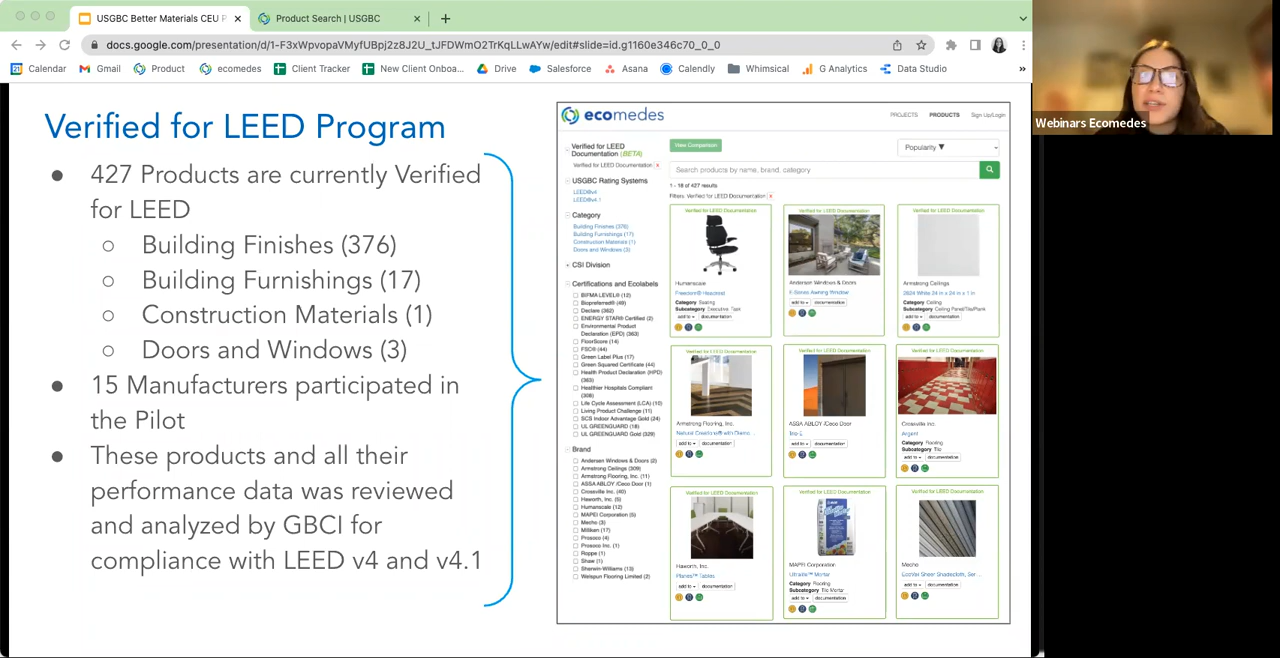 USGBC Better Materials CEU P
Product Search | USGBC
docs.google.com/presentation/d/1-F3xWpvopaVMyfUBpj2z8J2U_tJFDWmO2TrKqLLwAYw/edit#slide=id.g1160e346c70_0_0
Calendar
Gmail
Product
ecomedes
Client Tracker
New Client Onboa...
Drive
Salesforce
Asana
Calendly
Whimsical
G Analytics
Data Studio
»
Webinars Ecomedes
Verified for LEED Program
427 Products are currently Verified
for LEED
Building Finishes (376)
Building Furnishings (17)
Construction Materials (1)
Doors and Windows (3)
15 Manufacturers participated in
the Pilot
These products and all their
performance data was reviewed
and analyzed by GBCI for
compliance with LEED v4 and v4.1
ecomedes
PROJECTS
PRODUCTS
Sign Up/Login
Verified for LEED
Documentation (BETA)
Verified for LEED Documentation x
USGBC Rating Systems
LEED®v4
LEED®v4.1
Category
Building Finishes (376)
Building Furnishings (17)
Construction Materials (1)
Doors and Windows (3)
CSI Division
Certifications and Ecolabels
BIFMA LEVEL® (12)
Biopreferred® (49)
Declare (362)
ENERGY STAR® Certified (2)
Environmental Product
Declaration (EPD) (363)
FloorScore (14)
FSC® (44)
Green Label Plus (17)
Green Squared Certificate (44)
Health Product Declaration (HPD)
(383)
Healthier Hospitals Compliant
(308)
Life Cycle Assessment (LCA) (10)
Living Product Challenge (11)
SCS Indoor Advantage Gold (24)
UL GREENGUARD (18)
UL GREENGUARD Gold (329)
Brand
Andersen Windows & Doors (2)
Armstrong Ceilings (309)
Armstrong Flooring, Inc. (11)
ASSA ABLOY /Ceco Door (1)
Crossville Inc. (40)
Haworth, Inc. (5)
Humanscale (12)
MAPEI Corporation (5)
Mecho (3)
Milliken (17)
Prosoco (4)
Prosoco Inc. (1)
Roppe (1)
Shaw (1)
Sherwin-Williams (13)
Welspun Flooring Limited (2)
View Comparison
Popularity ▼
Search products by name, brand, category
1 - 18 of 427 results
Filters: Verified for LEED Documentation x
Verified for LEED Documentation
Humanscale
Freedom® Headrest
Category Seating
Subcategory Executive, Task
add to documentation
Verified for LEED Documentation
Andersen Windows & Doors
E-Series Awning Window
add to documentation
Verified for LEED Documentation
Armstrong Ceilings
2824 White 24 in x 24 in x 1 in
Category Ceiling
Subcategory Ceiling Panel/Tile/Plank
add to documentation
Verified for LEED Documentation
Armstrong Flooring, Inc.
Natural Creations® with Diamo...
add to documentation
Verified for LEED Documentation
ASSA ABLOY /Ceco Door
add to documentation
Verified for LEED Documentation
Crossville Inc.
Argent
Category Flooring
Subcategory Tile
add to documentation
Verified for LEED Documentation
Haworth, Inc.
Planes™ Tables
add to documentation
Verified for LEED Documentation
MAPEI Corporation
Ultralite™ Mortar
Category Flooring
Subcategory Tile Mortar
add to documentation
Verified for LEED Documentation
Mecho
EcoVeil Sheer Shadecloth, Ser...
add to documentation